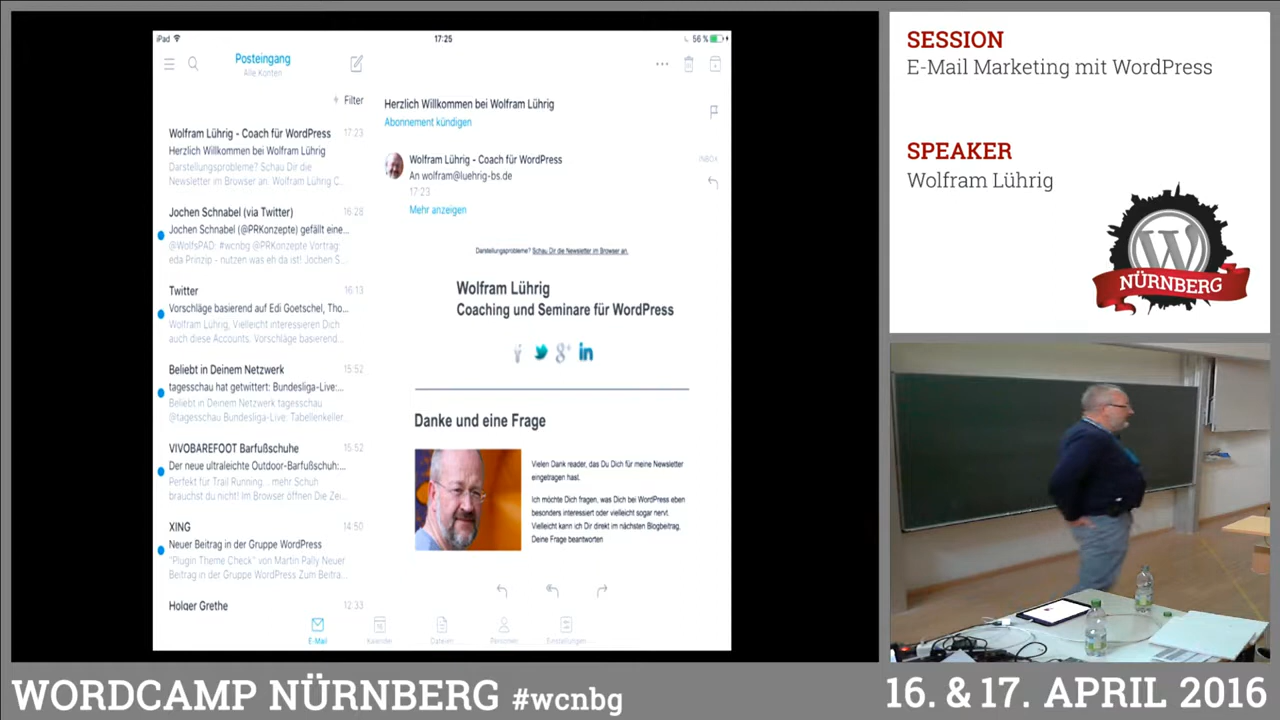 iPad
17:25
56 %
Posteingang
Alle Konten
Filter
Wolfram Lührig - Coach für WordPress 17:23
Herzlich Willkommen bei Wolfram Lührig
Darstellungsprobleme? Schau Dir die
Newsletter im Browser an. Wolfram Lührig C...
Jochen Schnabel (via Twitter) 16:28
Jochen Schnabel (@PRKonzepte) gefällt eine...
@WolfsPAD: #wcnbg @PRKonzepte Vortrag:
eda Prinzip - nutzen was eh da ist! Jochen S...
Twitter 16:13
Vorschläge basierend auf Edi Goetschel, Tho...
Wolfram Lührig, Vielleicht interessieren Dich
auch diese Accounts. Vorschläge basierend...
Beliebt in Deinem Netzwerk 15:52
tagesschau hat getwittert: Bundesliga-Live:...
Beliebt in Deinem Netzwerk tagesschau
@tagesschau Bundesliga-Live: Tabellenkeller...
VIVOBAREFOOT Barfußschuhe 15:52
Der neue ultraleichte Outdoor-Barfußschuh:...
Perfekt für Trail Running... mehr Schuh
brauchst du nicht! Im Browser öffnen Die Zei...
XING 14:50
Neuer Beitrag in der Gruppe WordPress
"Plugin Theme Check" von Martin Pally Neuer
Beitrag in der Gruppe WordPress Zum Beitra...
Holger Grethe 12:33
Herzlich Willkommen bei Wolfram Lührig
Abonnement kündigen
Wolfram Lührig - Coach für WordPress INBOX
An wolfram@luehrig-bs.de
17:23
Mehr anzeigen
Darstellungsprobleme? Schau Dir die Newsletter im Browser an.
Wolfram Lührig
Coaching und Seminare für WordPress
Danke und eine Frage
Vielen Dank reader, das Du Dich für meine Newsletter
eingetragen hast.
Ich möchte Dich fragen, was Dich bei WordPress eben
besonders interessiert oder vielleicht sogar nervt.
Vielleicht kann ich Dir direkt im nächsten Blogbeitrag.
Deine Frage beantworten
E-Mail Kalender Dateien Personen Einstellungen
SESSION
E-Mail Marketing mit WordPress
SPEAKER
Wolfram Lührig
NÜRNBERG
WORDCAMP NÜRNBERG #wcnbg
16. & 17. APRIL 2016